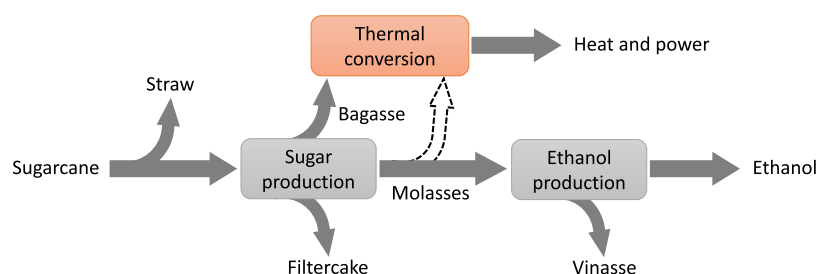 Thermal
conversion
Heat and power
Straw
Bagasse
Sugarcane
Sugar
production
Molasses
Ethanol
production
Ethanol
Filtercake
Vinasse